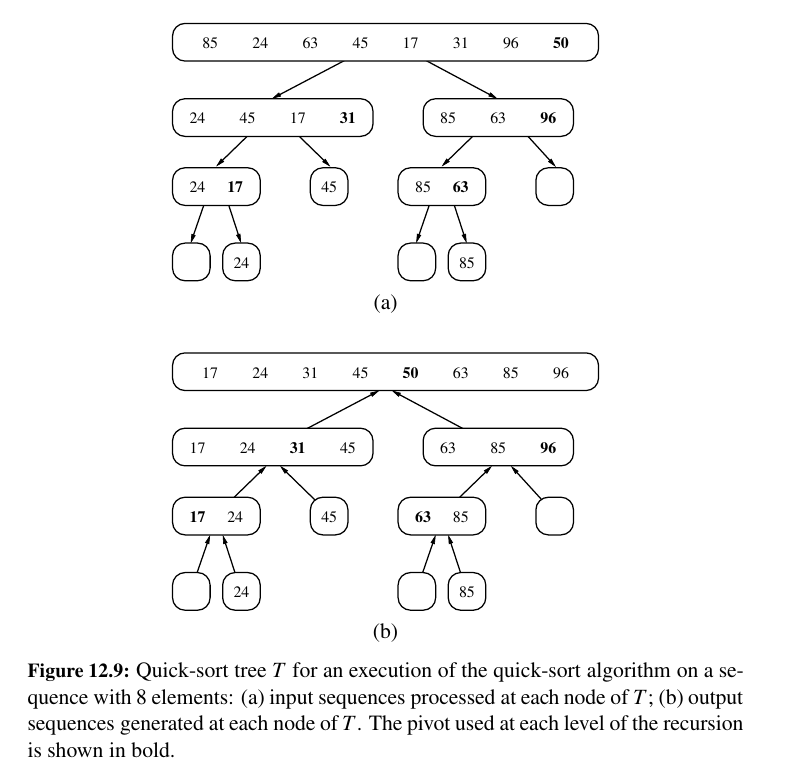 85 24 63 45 17 31 96 50
24 45 17 31 85 63 96
24 17 45 85 63
24 85
(a)
17 24 31 45 50 63 85 96
17 24 31 45 63 85 96
17 24 45 63 85
24 85
(b)
Figure 12.9: Quick-sort tree T for an execution of the quick-sort algorithm on a se-
quence with 8 elements: (a) input sequences processed at each node of T; (b) output
sequences generated at each node of T. The pivot used at each level of the recursion
is shown in bold.